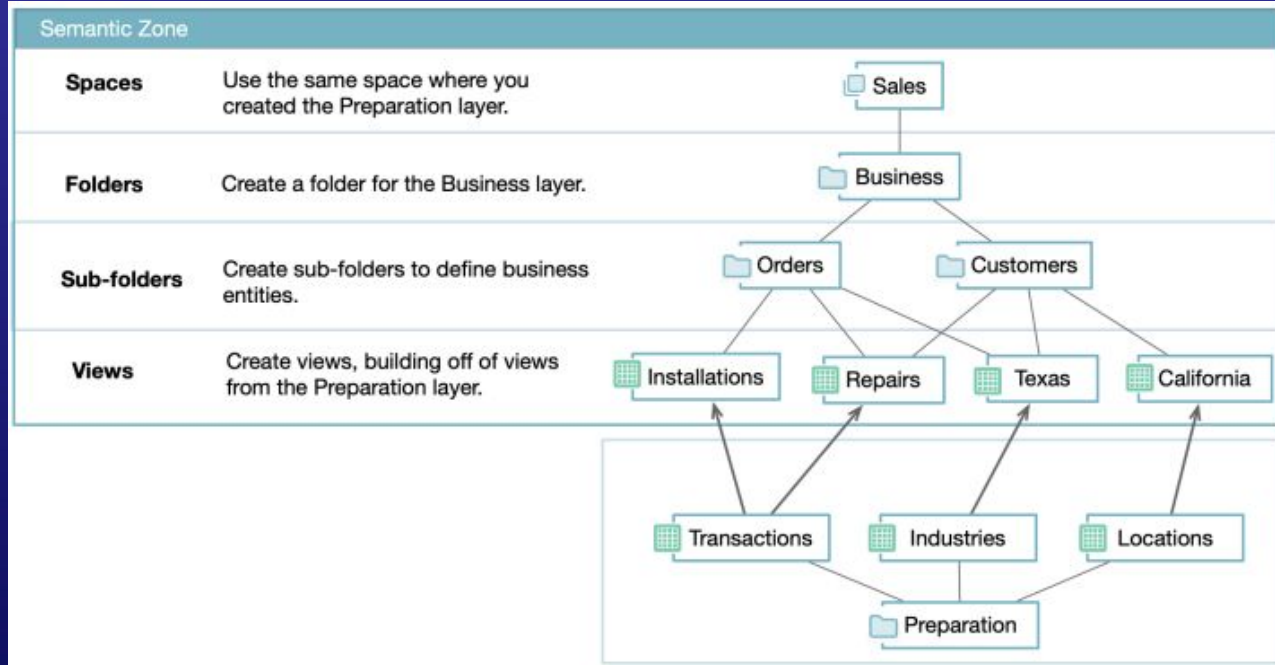 Semantic Zone
Spaces
Use the same space where you
created the Preparation layer.
Sales
Folders
Create a folder for the Business layer.
Business
Sub-folders
Create sub-folders to define business
entities.
Orders
Customers
Views
Create views, building off of views
from the Preparation layer.
Installations
Repairs
Texas
California
Transactions
Industries
Locations
Preparation